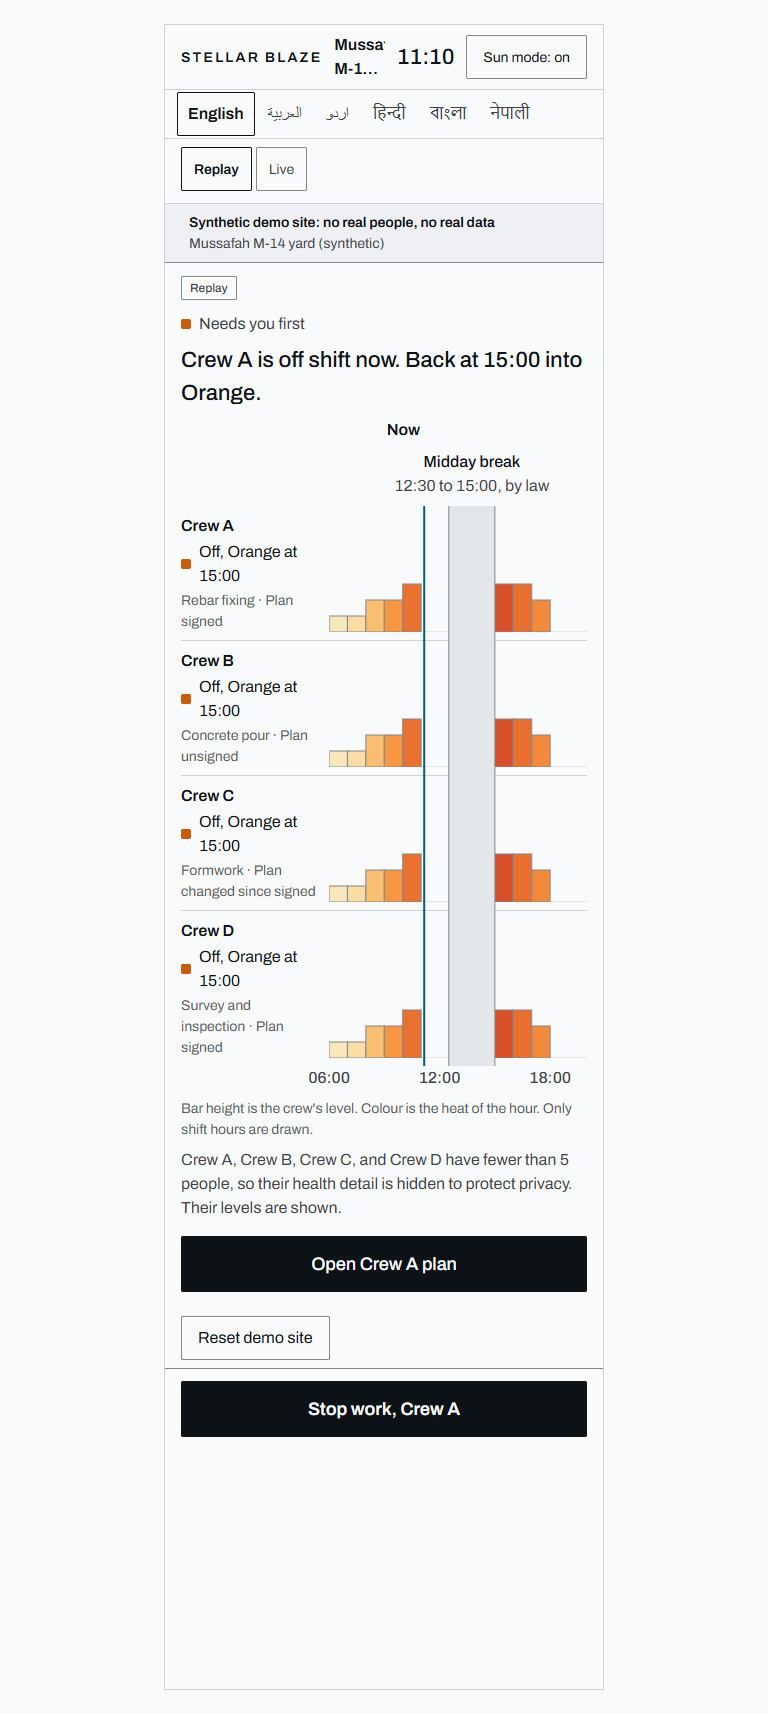 STELLAR BLAZE
Mussa
M-1...
11:10
Sun mode: on
English العربية اردو हिन्दी বাংলা नेपाली
Replay Live
Synthetic demo site: no real people, no real data
Mussafah M-14 yard (synthetic)
Replay
Needs you first
Crew A is off shift now. Back at 15:00 into
Orange.
Now
Midday break
12:30 to 15:00, by law
Crew A
Off, Orange at
15:00
Rebar fixing · Plan
signed
Crew B
Off, Orange at
15:00
Concrete pour · Plan
unsigned
Crew C
Off, Orange at
15:00
Formwork · Plan
changed since signed
Crew D
Off, Orange at
15:00
Survey and
inspection · Plan
signed
06:00 12:00 18:00
Bar height is the crew's level. Colour is the heat of the hour. Only
shift hours are drawn.
Crew A, Crew B, Crew C, and Crew D have fewer than 5
people, so their health detail is hidden to protect privacy.
Their levels are shown.
Open Crew A plan
Reset demo site
Stop work, Crew A